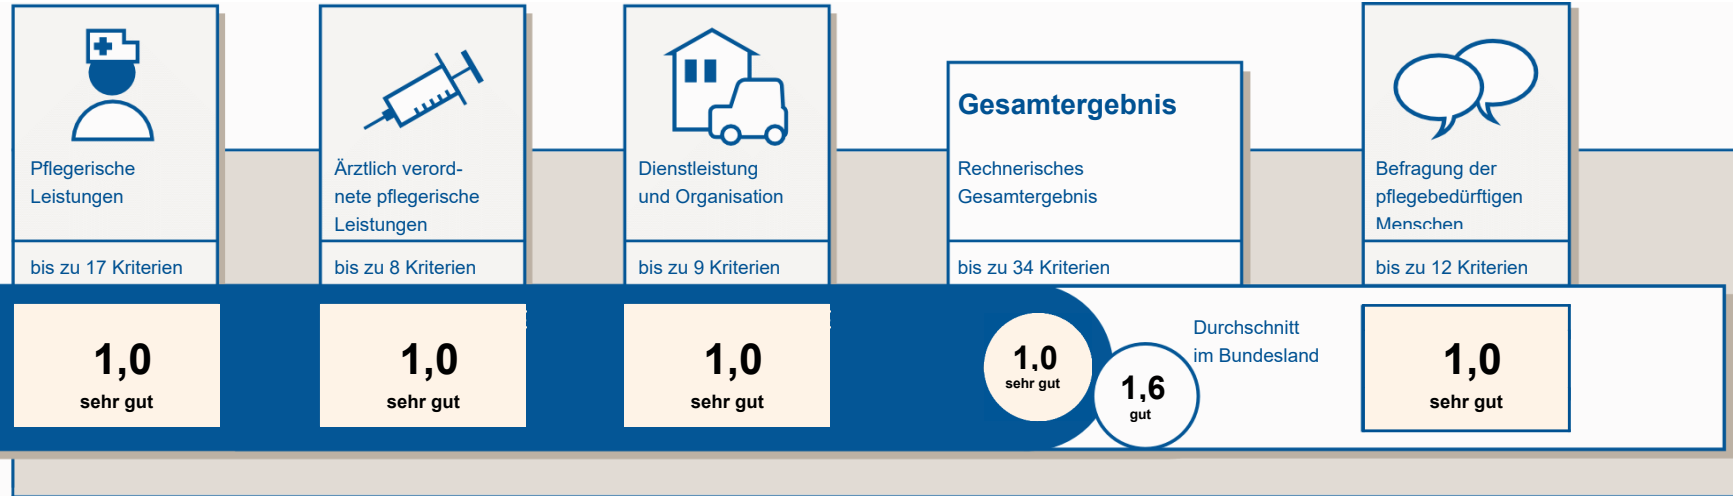 Pflegerische
Leistungen
bis zu 17 Kriterien
1,0
sehr gut
Ärztlich verord-
nete pflegerische
Leistungen
bis zu 8 Kriterien
1,0
sehr gut
Dienstleistung
und Organisation
bis zu 9 Kriterien
1,0
sehr gut
Gesamtergebnis
Rechnerisches
Gesamtergebnis
bis zu 34 Kriterien
1,0
sehr gut
1,6
gut
Durchschnitt
im Bundesland
Befragung der
pflegebedürftigen
Menschen
bis zu 12 Kriterien
1,0
sehr gut